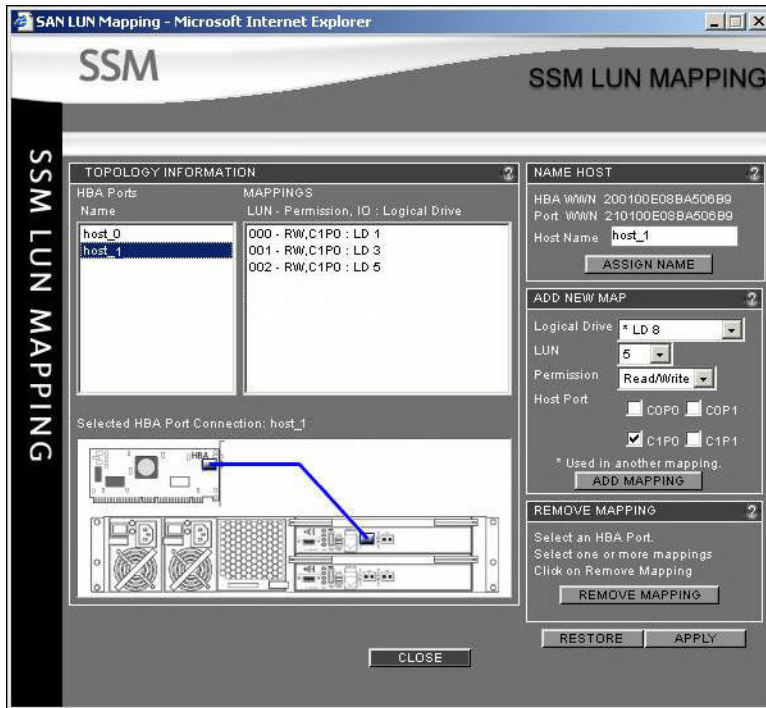 SAN LUN Mapping - Microsoft Internet Explorer
SSM
SSM LUN MAPPING
SSM LUN MAPPING
TOPOLOGY INFORMATION
HBA Ports
Name
MAPPINGS
LUN - Permission, IO : Logical Drive
host_0
host_1
000 - RW,C1P0 : LD 1
001 - RW,C1P0 : LD 3
002 - RW,C1P0 : LD 5
Selected HBA Port Connection: host_1
HBA
NAME HOST
HBA WWN 200100E08BA506B9
Port WWN 210100E08BA506B9
Host Name host_1
ASSIGN NAME
ADD NEW MAP
Logical Drive * LD 8
LUN 5
Permission Read/Write
Host Port
C0P0 C0P1
C1P0 C1P1
* Used in another mapping.
ADD MAPPING
REMOVE MAPPING
Select an HBA Port.
Select one or more mappings
Click on Remove Mapping
REMOVE MAPPING
RESTORE APPLY
CLOSE